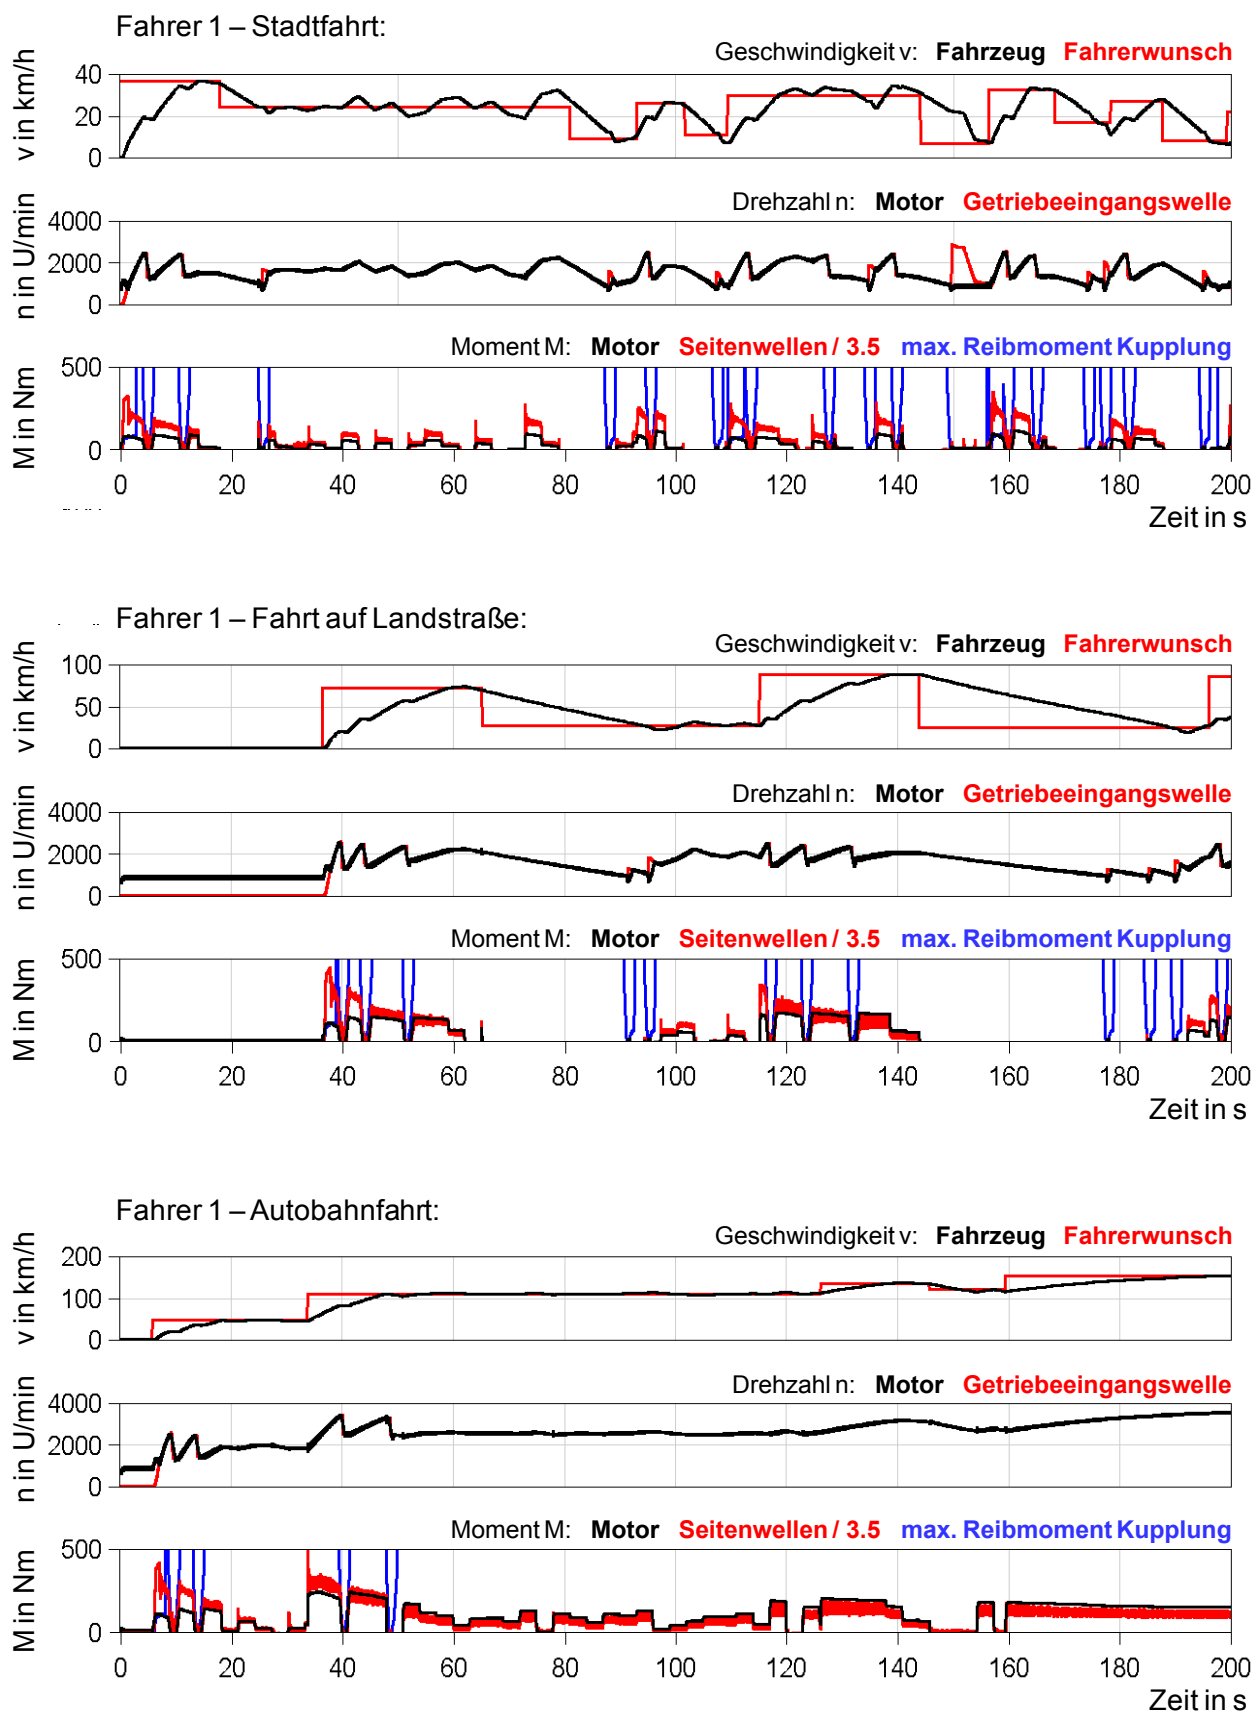 Fahrer 1 – Stadtfahrt:
Geschwindigkeit v: Fahrzeug Fahrerwunsch
v in km/h
40
20
0
Drehzahl n: Motor Getriebeeingangswelle
n in U/min
4000
2000
0
Moment M: Motor Seitenwellen / 3.5 max. Reibmoment Kupplung
M in Nm
500
0
0 20 40 60 80 100 120 140 160 180 200
Zeit in s
Fahrer 1 – Fahrt auf Landstraße:
Geschwindigkeit v: Fahrzeug Fahrerwunsch
v in km/h
100
50
0
Drehzahl n: Motor Getriebeeingangswelle
n in U/min
4000
2000
0
Moment M: Motor Seitenwellen / 3.5 max. Reibmoment Kupplung
M in Nm
500
0
0 20 40 60 80 100 120 140 160 180 200
Zeit in s
Fahrer 1 – Autobahnfahrt:
Geschwindigkeit v: Fahrzeug Fahrerwunsch
v in km/h
200
100
0
Drehzahl n: Motor Getriebeeingangswelle
n in U/min
4000
2000
0
Moment M: Motor Seitenwellen / 3.5 max. Reibmoment Kupplung
M in Nm
500
0
0 20 40 60 80 100 120 140 160 180 200
Zeit in s